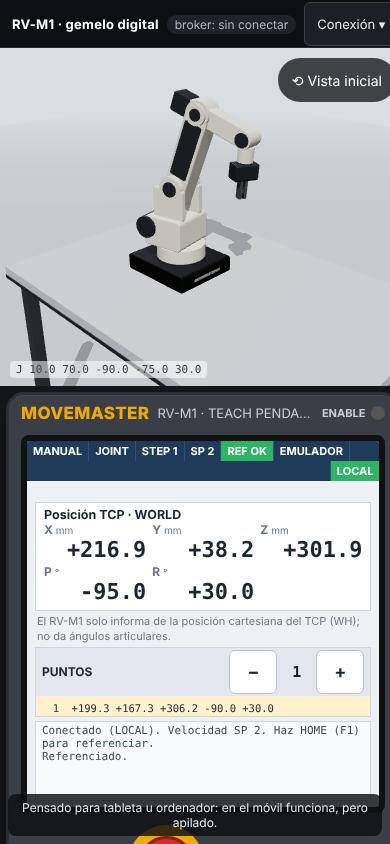 RV-M1 · gemelo digital broker: sin conectar Conexión ▾
⟲ Vista inicial
J 10.0 70.0 -90.0 -75.0 30.0
MOVEMASTER RV-M1 · TEACH PENDA... ENABLE
MANUAL JOINT STEP 1 SP 2 REF OK EMULADOR
LOCAL
Posición TCP · WORLD
X mm Y mm Z mm
+216.9 +38.2 +301.9
P ° R °
-95.0 +30.0
El RV-M1 solo informa de la posición cartesiana del TCP (WH);
no da ángulos articulares.
PUNTOS − 1 +
1 +199.3 +167.3 +306.2 -90.0 +30.0
Conectado (LOCAL). Velocidad SP 2. Haz HOME (F1)
para referenciar.
Referenciado.
Pensado para tableta u ordenador: en el móvil funciona, pero
apilado.